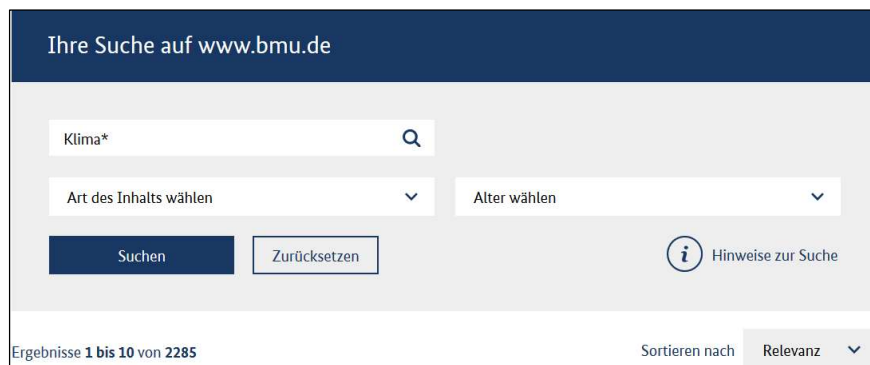 Ihre Suche auf www.bmu.de
Klima*
Art des Inhalts wählen
Alter wählen
Suchen
Zurücksetzen
i Hinweise zur Suche
Ergebnisse 1 bis 10 von 2285
Sortieren nach Relevanz